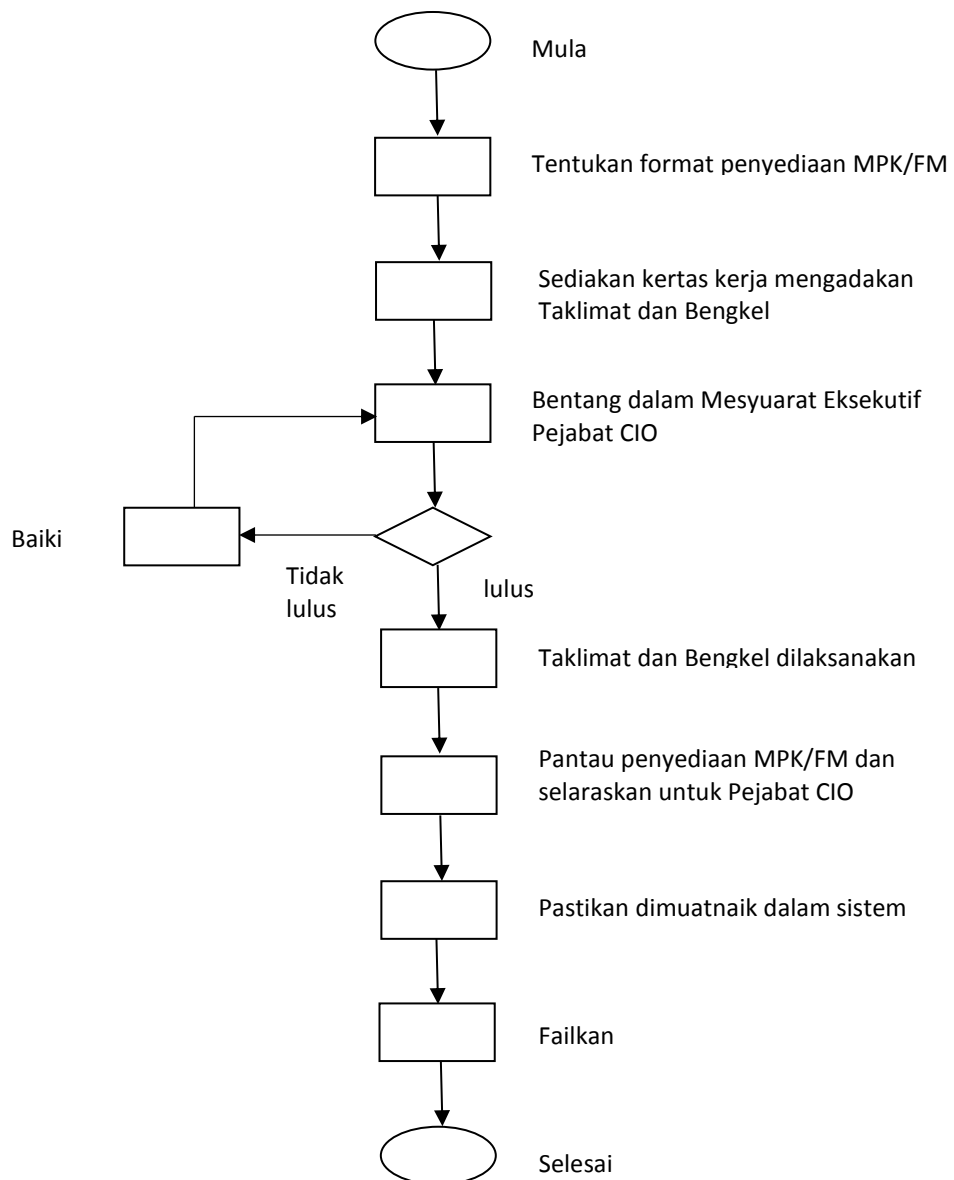 Mula
Tentukan format penyediaan MPK/FM
Sediakan kertas kerja mengadakan
Taklimat dan Bengkel
Bentang dalam Mesyuarat Eksekutif
Pejabat CIO
Baiki
Tidak
lulus
lulus
Taklimat dan Bengkel dilaksanakan
Pantau penyediaan MPK/FM dan
selaraskan untuk Pejabat CIO
Pastikan dimuatnaik dalam sistem
Failkan
Selesai